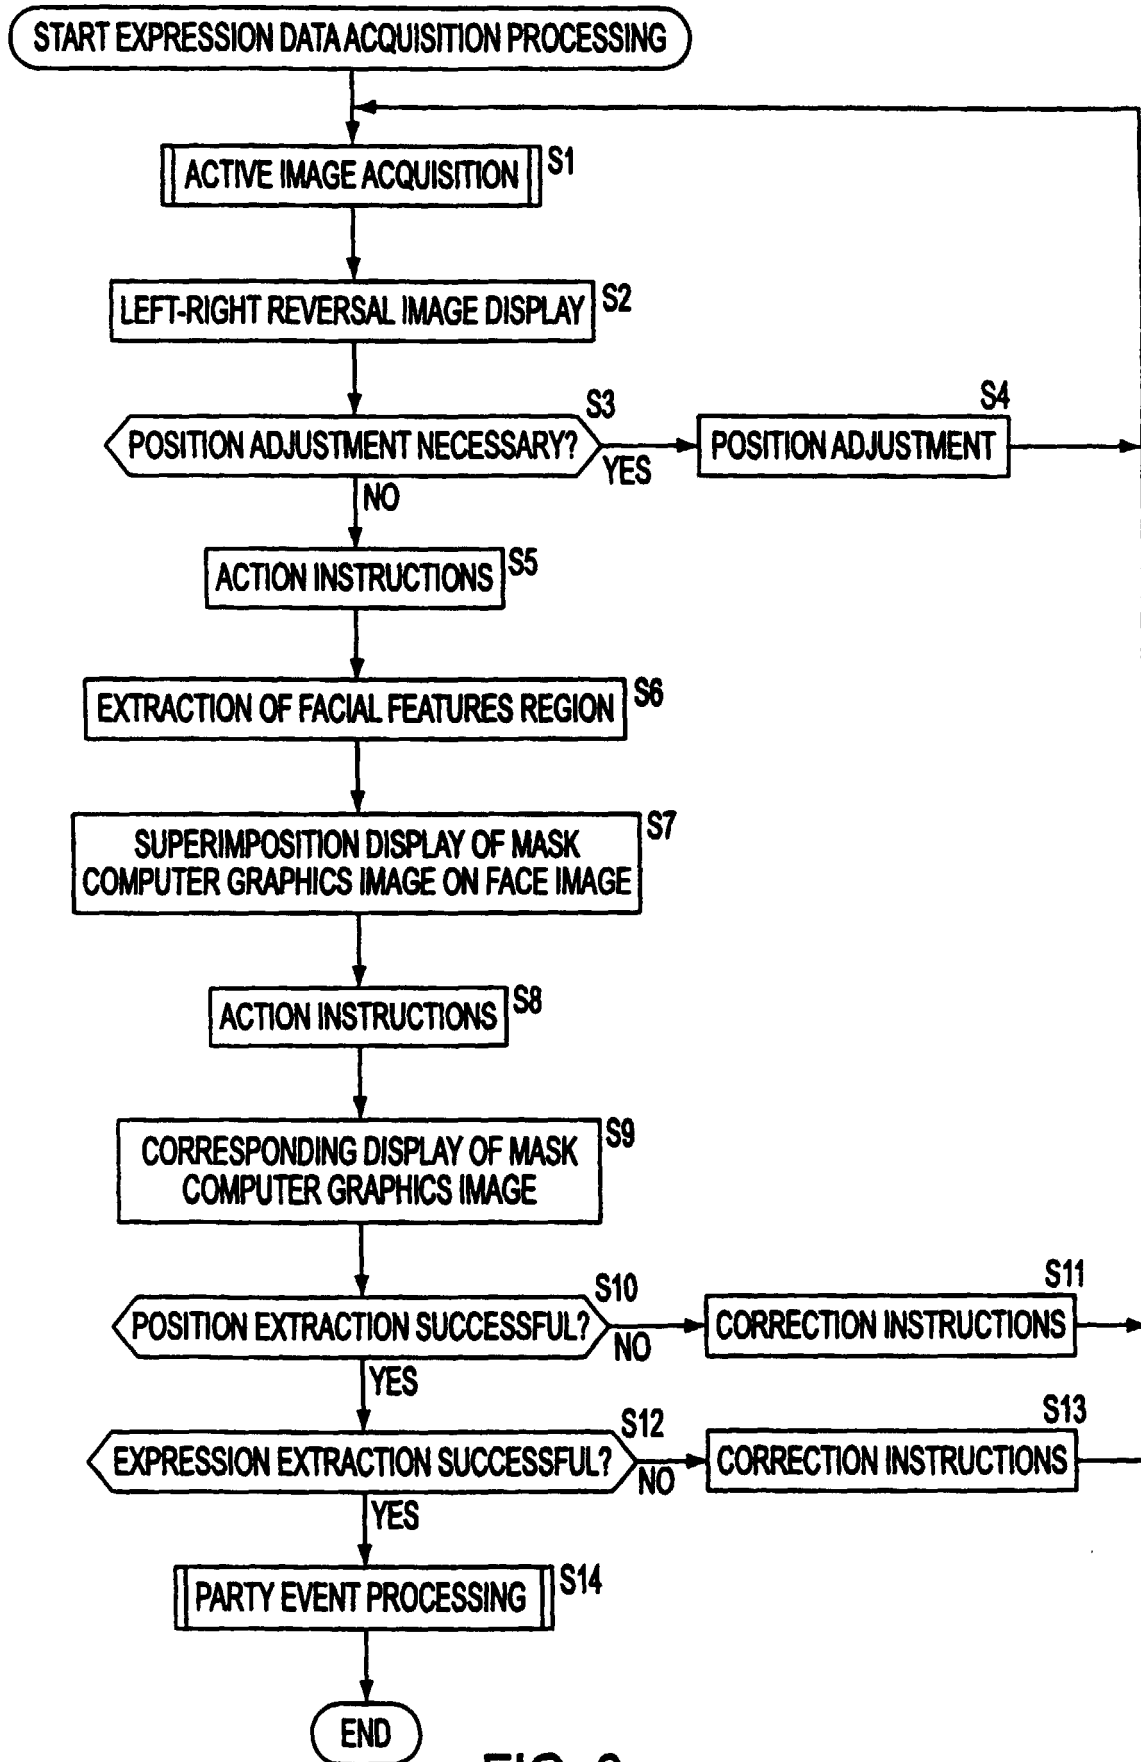 START EXPRESSION DATA ACQUISITION PROCESSING
ACTIVE IMAGE ACQUISITION
S1
LEFT-RIGHT REVERSAL IMAGE DISPLAY
S2
POSITION ADJUSTMENT NECESSARY?
S3
YES
NO
POSITION ADJUSTMENT
S4
ACTION INSTRUCTIONS
S5
EXTRACTION OF FACIAL FEATURES REGION
S6
SUPERIMPOSITION DISPLAY OF MASK
COMPUTER GRAPHICS IMAGE ON FACE IMAGE
S7
ACTION INSTRUCTIONS
S8
CORRESPONDING DISPLAY OF MASK
COMPUTER GRAPHICS IMAGE
S9
POSITION EXTRACTION SUCCESSFUL?
S10
NO
YES
CORRECTION INSTRUCTIONS
S11
EXPRESSION EXTRACTION SUCCESSFUL?
S12
NO
YES
CORRECTION INSTRUCTIONS
S13
PARTY EVENT PROCESSING
S14
END